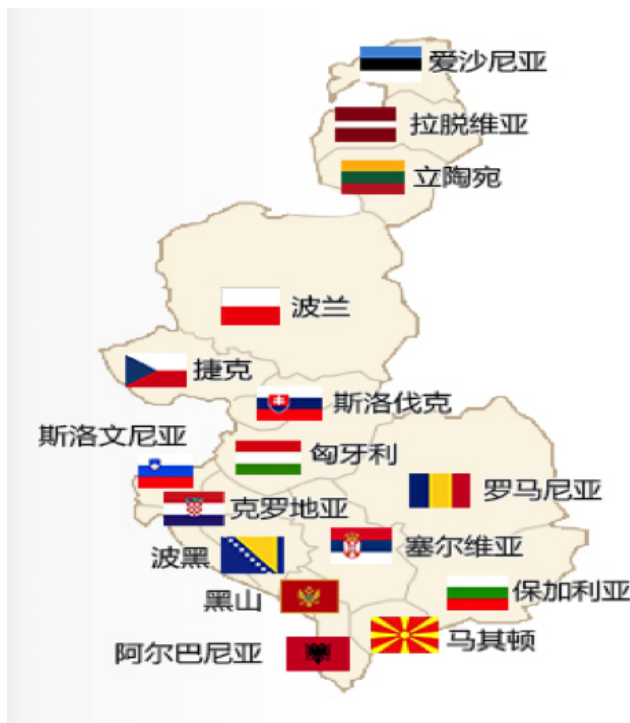 爱沙尼亚
拉脱维亚
立陶宛
波兰
捷克
斯洛伐克
斯洛文尼亚
匈牙利
罗马尼亚
克罗地亚
塞尔维亚
波黑
保加利亚
黑山
马其顿
阿尔巴尼亚